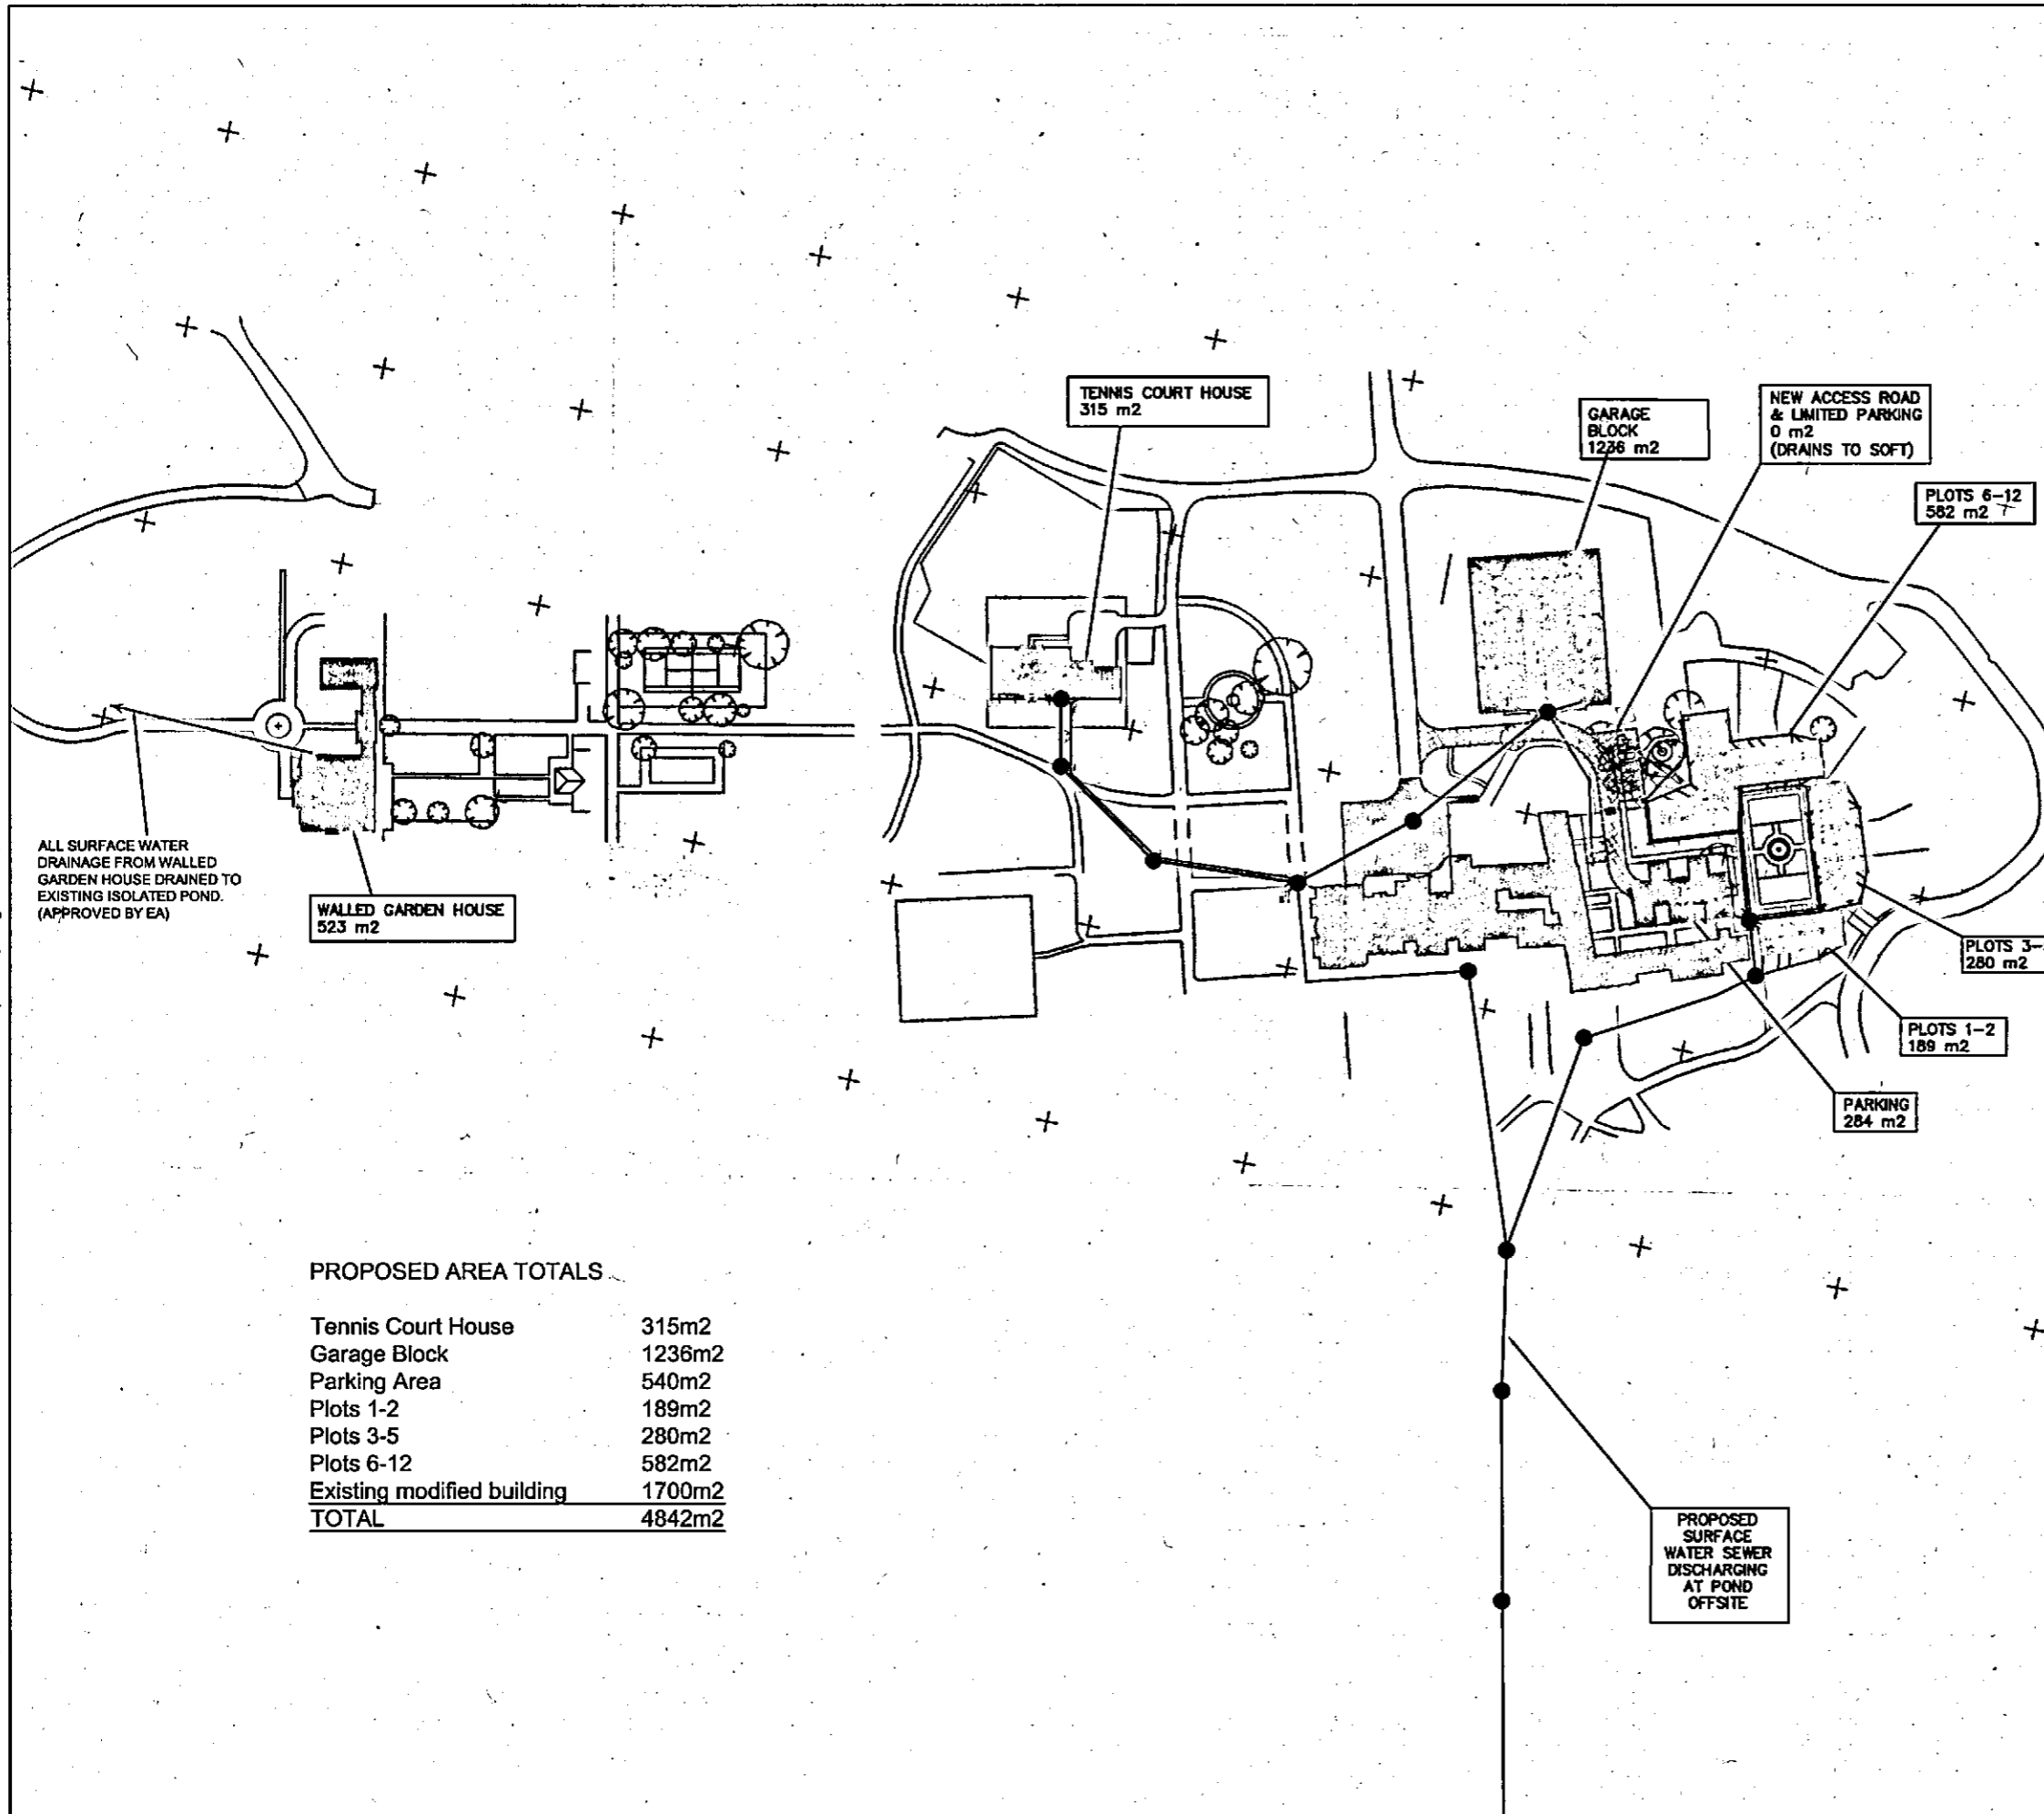 TENNIS COURT HOUSE
315 m2
GARAGE
BLOCK
1236 m2
NEW ACCESS ROAD
& LIMITED PARKING
0 m2
(DRAINS TO SOFT)
PLOTS 6-12
582 m2
ALL SURFACE WATER
DRAINAGE FROM WALLED
GARDEN HOUSE DRAINED TO
EXISTING ISOLATED POND.
(APPROVED BY EA)
WALLED GARDEN HOUSE
523 m2
PLOTS 3-
280 m2
PLOTS 1-2
189 m2
PARKING
284 m2
PROPOSED AREA TOTALS
Tennis Court House 315m2
Garage Block 1236m2
Parking Area 540m2
Plots 1-2 189m2
Plots 3-5 280m2
Plots 6-12 582m2
Existing modified building 1700m2
TOTAL 4842m2
PROPOSED
SURFACE
WATER SEWER
DISCHARGING
AT POND
OFFSITE